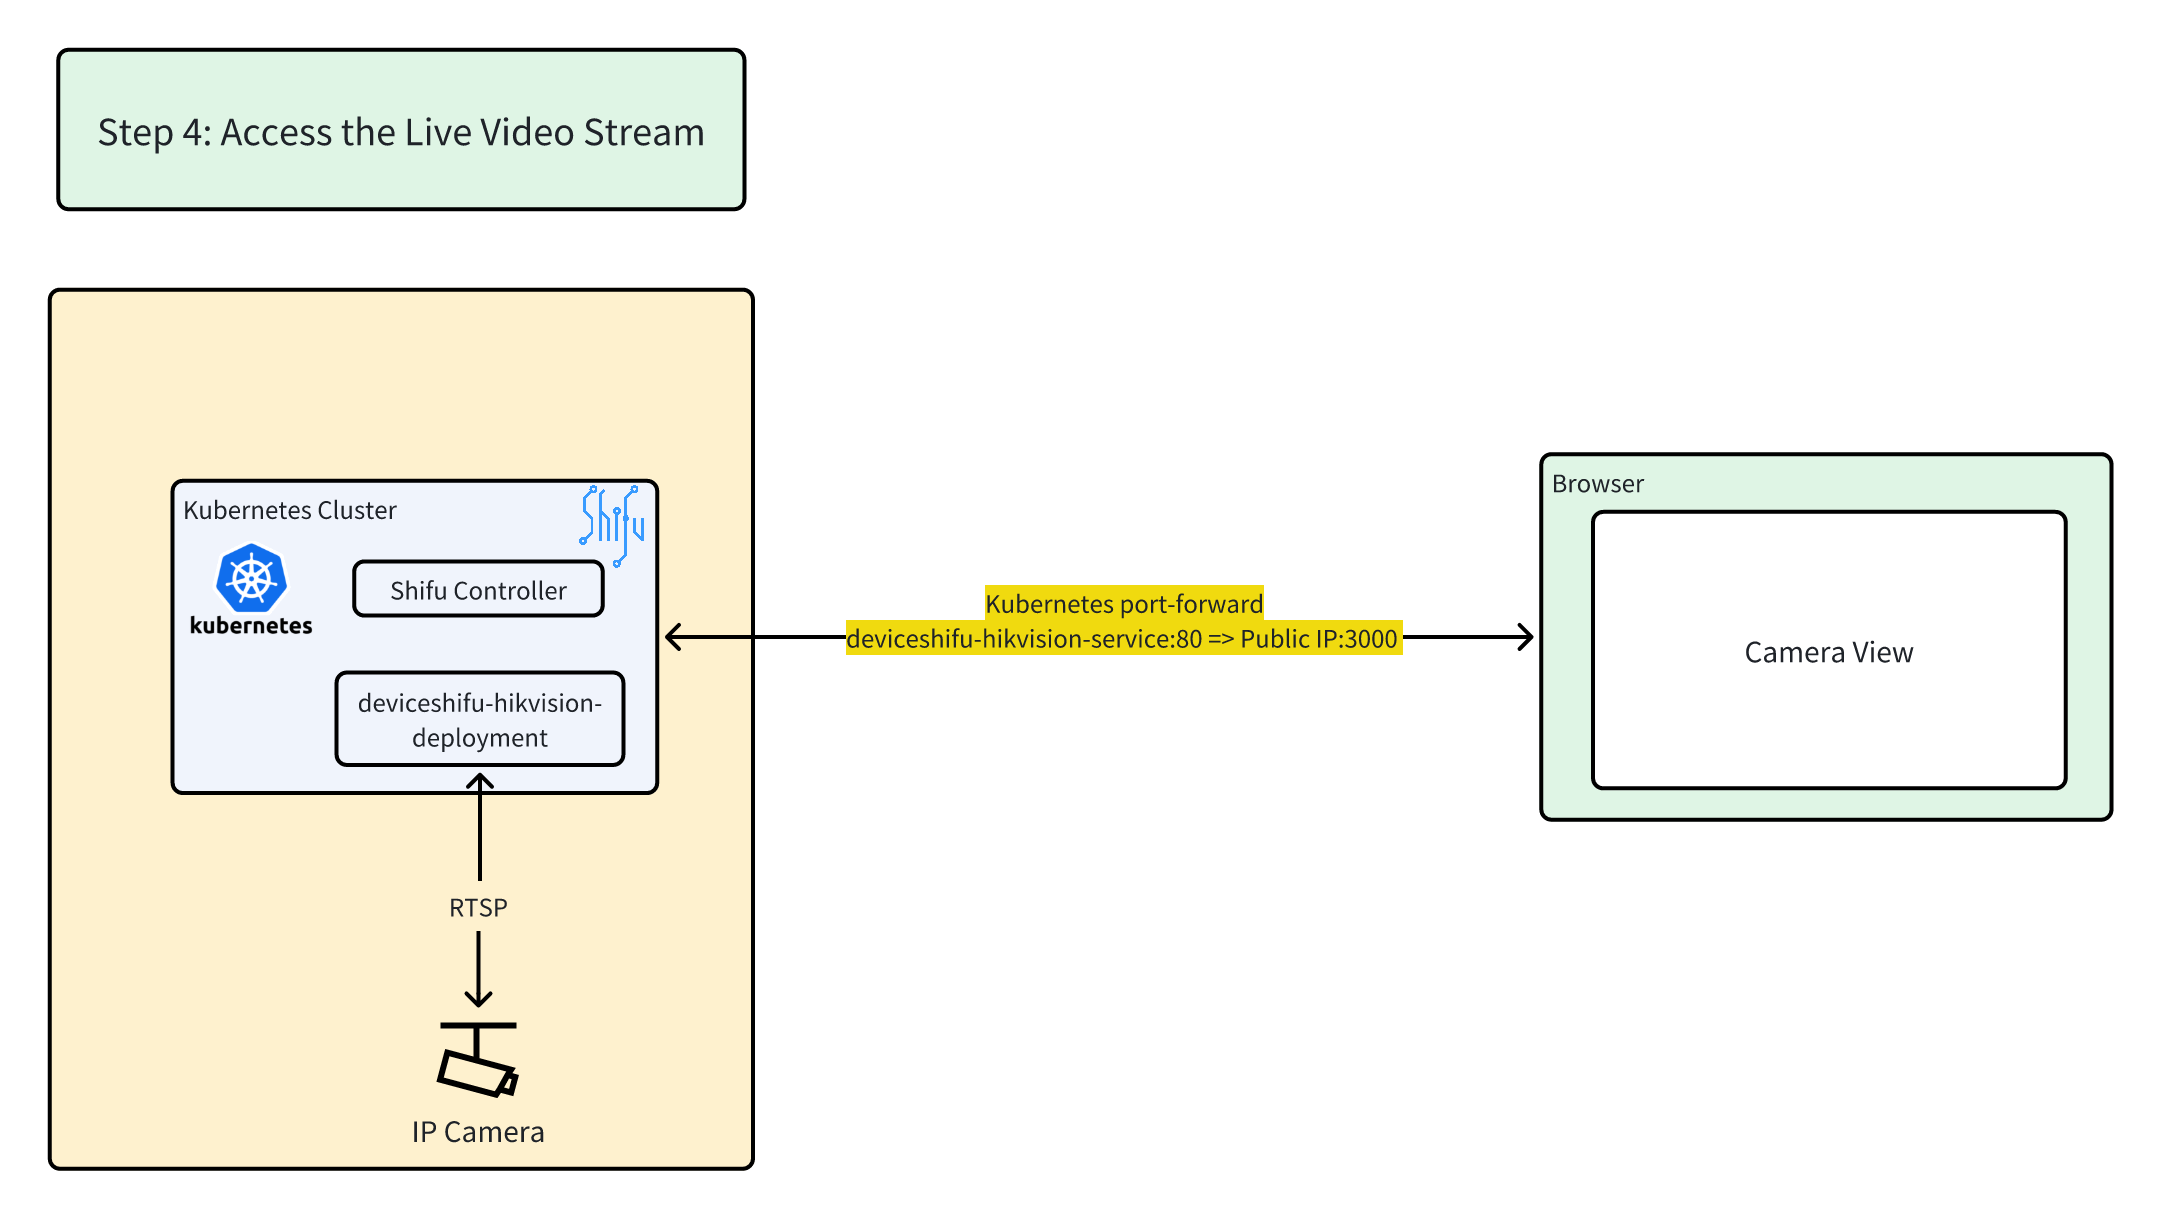 Step 4: Access the Live Video Stream
Kubernetes Cluster
Shifu
kubernetes
Shifu Controller
deviceshifu-hikvision-
deployment
RTSP
IP Camera
Kubernetes port-forward
deviceshifu-hikvision-service:80 => Public IP:3000
Browser
Camera View